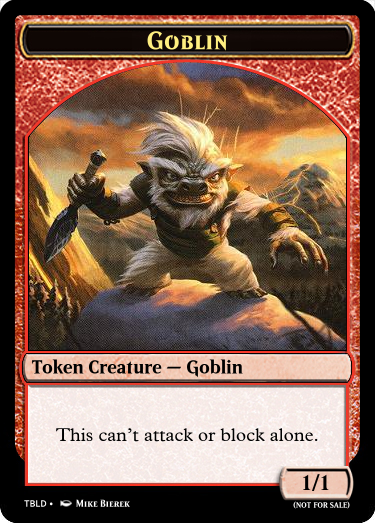 Goblin
Token Creature — Goblin
This can't attack or block alone.
1/1
TBLD • Mike Bierek
(NOT FOR SALE)